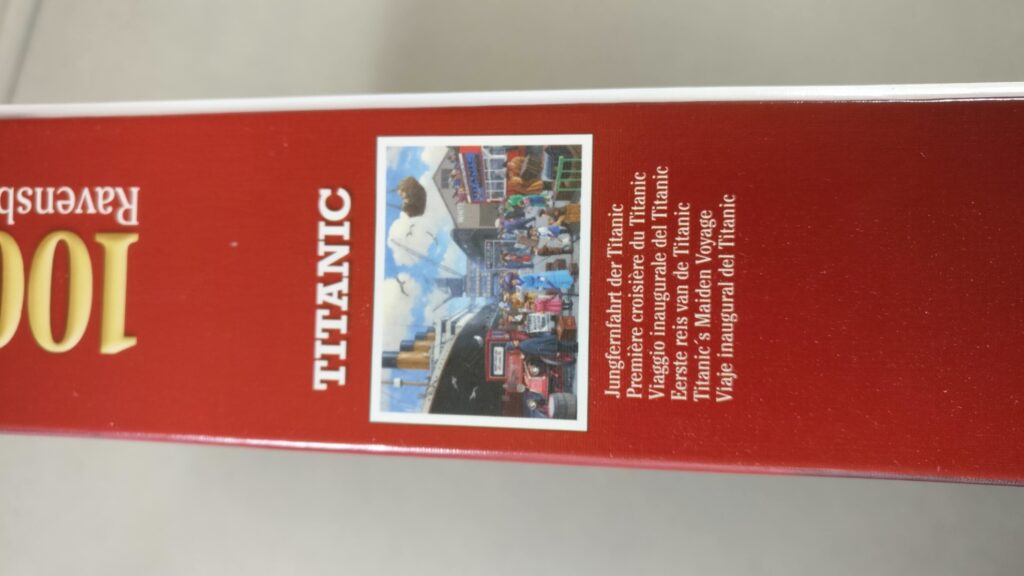 Ravensb
100
TITANIC
Jungfernfahrt der Titanic
Première croisière du Titanic
Viaggio inaugurale del Titanic
Eerste reis van de Titanic
Titanic´s Maiden Voyage
Viaje inaugural del Titanic